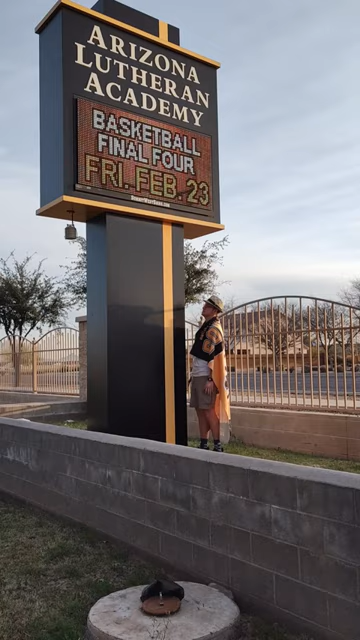 ARIZONA
LUTHERAN
ACADEMY
BASKETBALL
FINAL FOUR
FRI. FEB. 23